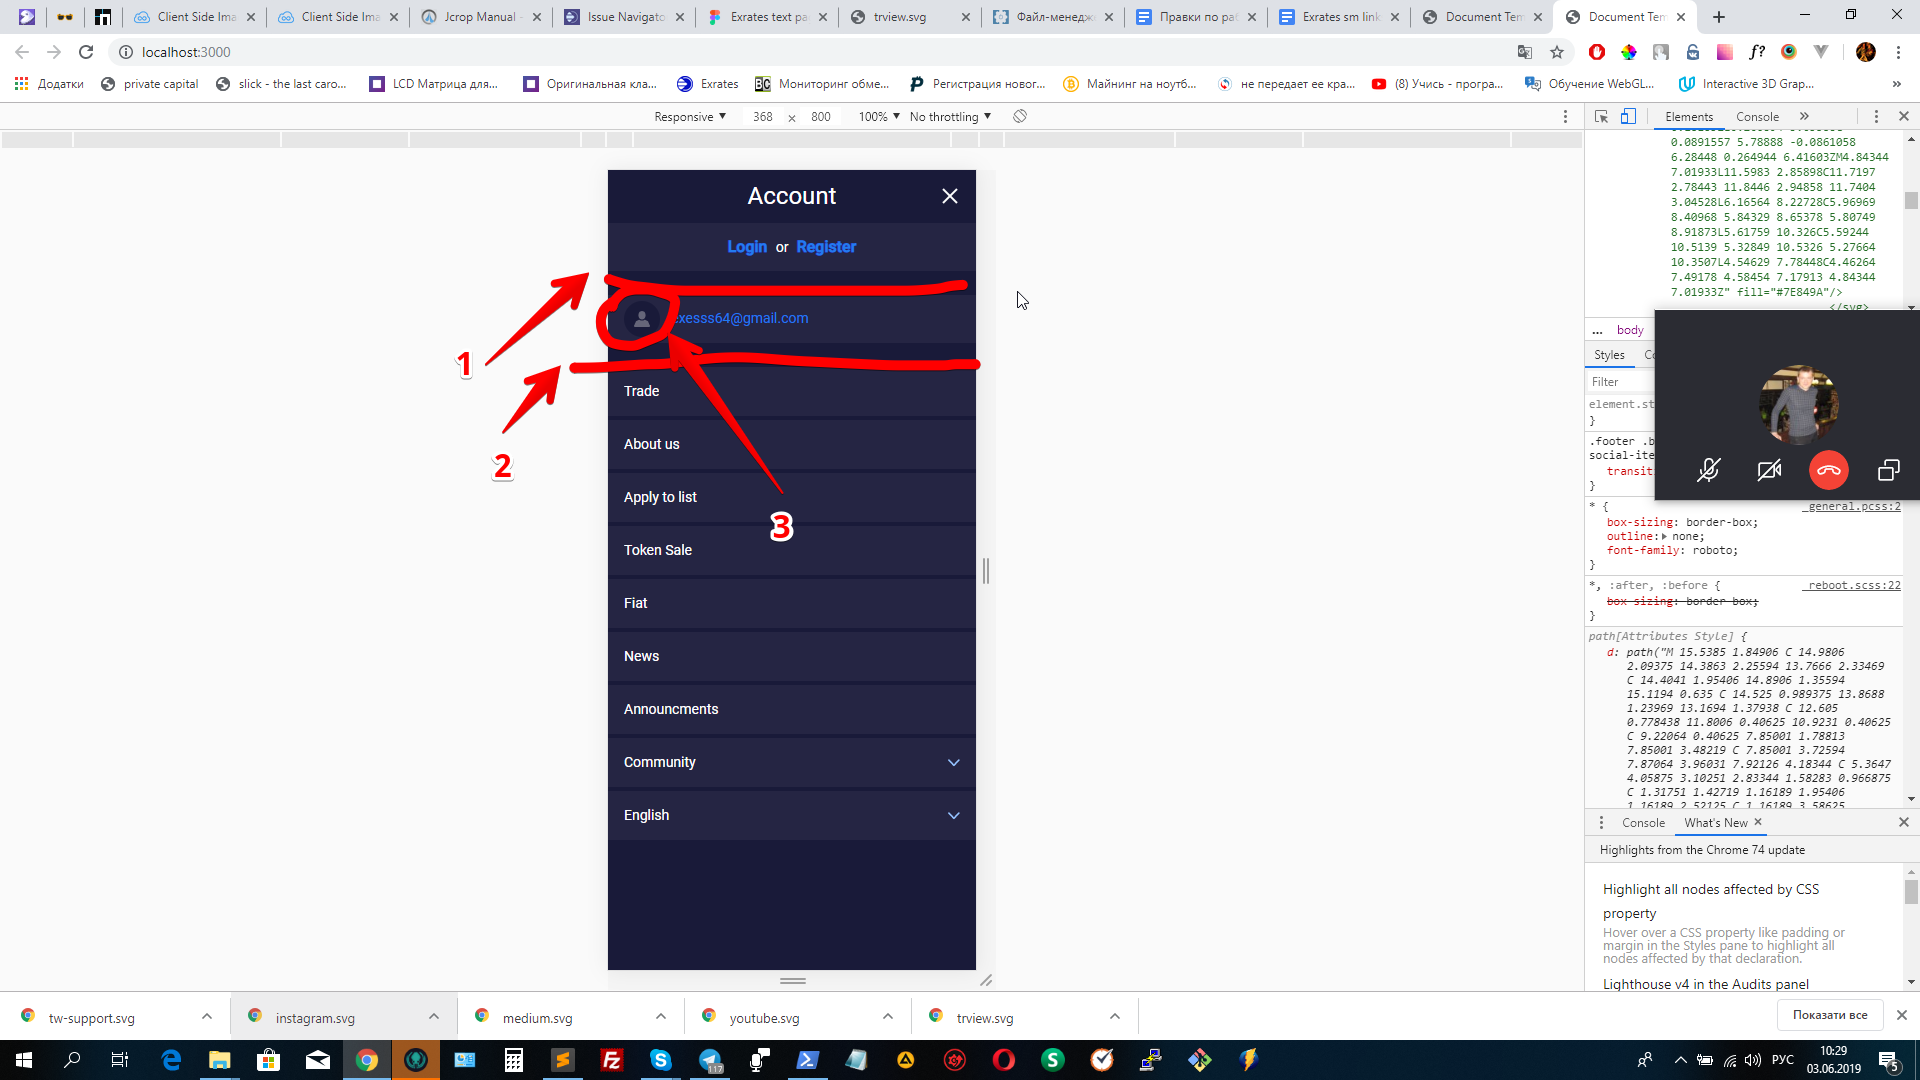 Client Side Ima
Client Side Ima
Jcrop Manual
Issue Navigato
Exrates text pa
trview.svg
Файл-менедж
Правки по ра
Exrates sm link
Document Tem
Document Tem
localhost:3000
Додатки
private capital
slick - the last caro...
LCD Матрица для...
Оригинальная кла...
Exrates
Мониторинг обме...
Регистрация новог...
Майнинг на ноутб...
не передает ее кра...
(8) Учись - програ...
Обучение WebGL...
Interactive 3D Grap...
Responsive
368 x 800
100%
No throttling
Elements
Console
0.0891557 5.78888 -0.0861058
6.28448 0.264944 6.41603ZM4.84344
7.01933L11.5983 2.85898C11.7197
2.78443 11.8446 2.94858 11.7404
3.04528L6.16564 8.22728C5.96969
8.40968 5.84329 8.65378 5.80749
8.91873L5.61759 10.326C5.59244
10.5139 5.32849 10.5326 5.27664
10.3507L4.54629 7.78448C4.46264
7.49178 4.58454 7.17913 4.84344
7.01933Z" fill="#7E849A"/>
</svg>
... body
Styles
Filter
element.st
}
.footer .b
social-ite
transiti
}
* {
_general.pcss:2
box-sizing: border-box;
outline: none;
font-family: roboto;
}
*, :after, :before {
_reboot.scss:22
box-sizing: border-box;
}
path[Attributes Style] {
d: path("M 15.5385 1.84906 C 14.9806
2.09375 14.3863 2.25594 13.7666 2.33469
C 14.4041 1.95406 14.8906 1.35594
15.1194 0.635 C 14.525 0.989375 13.8688
1.23969 13.1694 1.37938 C 12.605
0.778438 11.8006 0.40625 10.9231 0.40625
C 9.22064 0.40625 7.85001 1.78813
7.85001 3.48219 C 7.85001 3.72594
7.87064 3.96031 7.92126 4.18344 C 5.3647
4.05875 3.10251 2.83344 1.58283 0.966875
C 1.31751 1.42719 1.16189 1.95406
1.16189 2.52125 C 1.16189 3.58625
Console
What's New
Highlights from the Chrome 74 update
Highlight all nodes affected by CSS
property
Hover over a CSS property like padding or
margin in the Styles pane to highlight all
nodes affected by that declaration.
Lighthouse v4 in the Audits panel
Account
Login or Register
exesss64@gmail.com
Trade
About us
Apply to list
Token Sale
Fiat
News
Announcments
Community
English
1
2
3
tw-support.svg
instagram.svg
medium.svg
youtube.svg
trview.svg
Показати все
117
РУС
10:29
03.06.2019
5